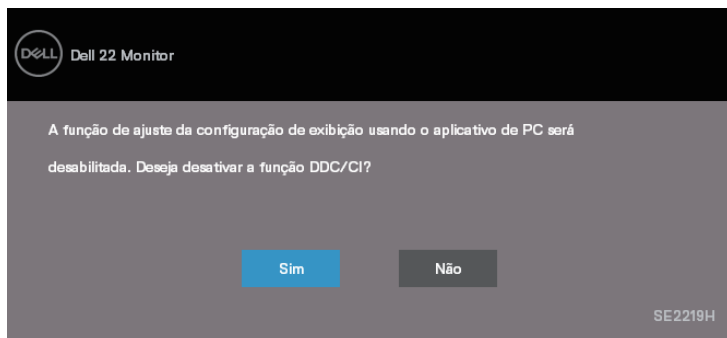 DELL Dell 22 Monitor
A função de ajuste da configuração de exibição usando o aplicativo de PC será
desabilitada. Deseja desativar a função DDC/CI?
Sim Não
SE2219H